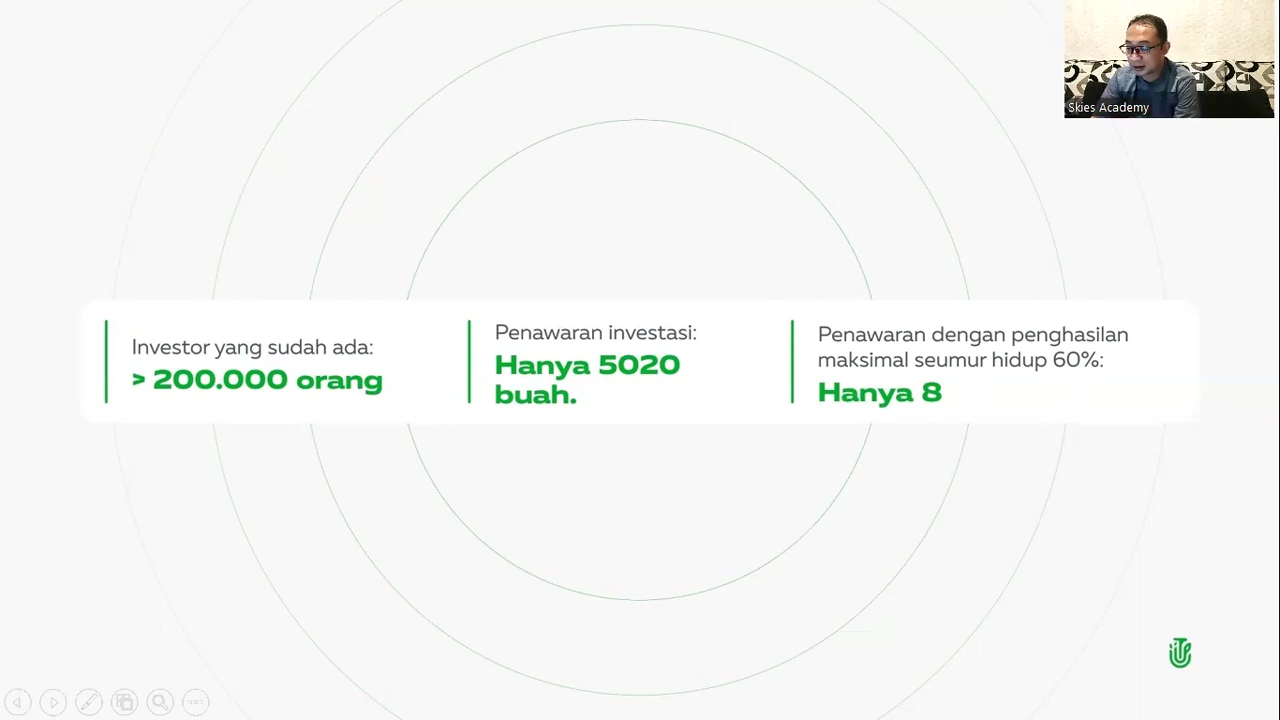 Skies Academy
Investor yang sudah ada:
> 200.000 orang
Penawaran investasi:
Hanya 5020
buah.
Penawaran dengan penghasilan
maksimal seumur hidup 60%:
Hanya 8